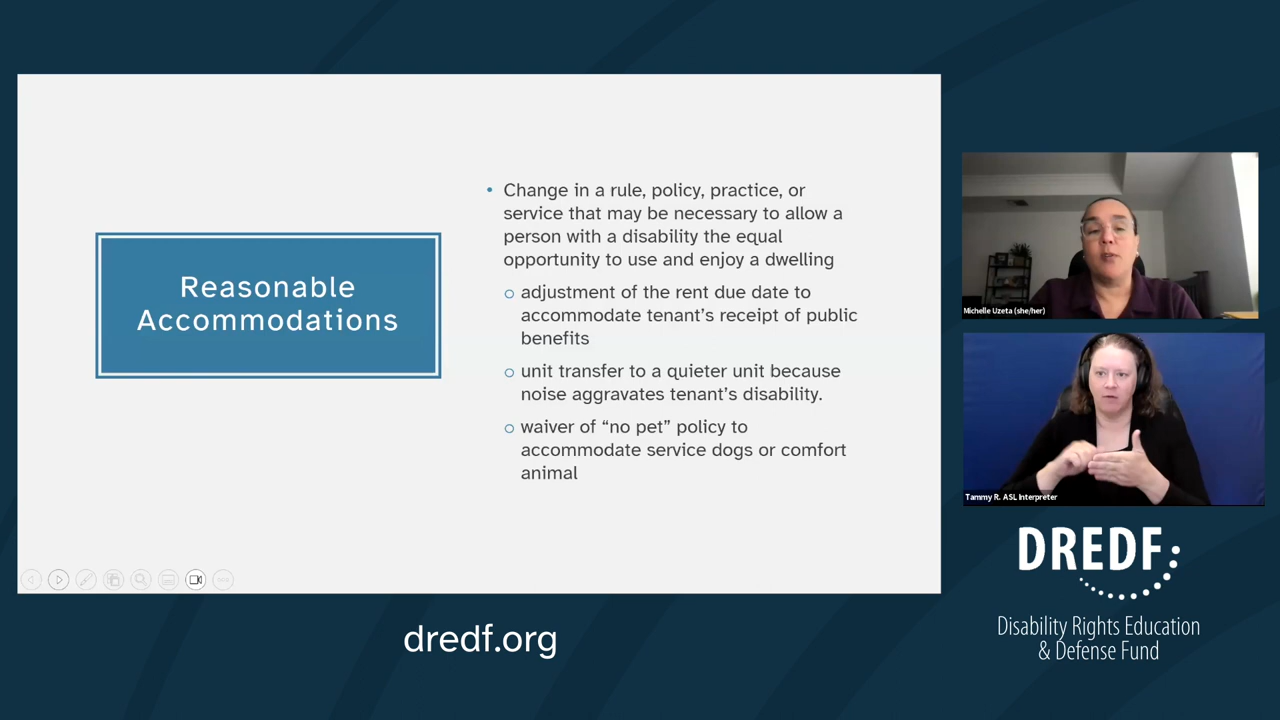 Reasonable
Accommodations
• Change in a rule, policy, practice, or
service that may be necessary to allow a
person with a disability the equal
opportunity to use and enjoy a dwelling
o adjustment of the rent due date to
accommodate tenant’s receipt of public
benefits
o unit transfer to a quieter unit because
noise aggravates tenant’s disability.
o waiver of “no pet” policy to
accommodate service dogs or comfort
animal
Michelle Uzeta (she/her)
Tammy R. ASL Interpreter
DREDF
Disability Rights Education
& Defense Fund
dredf.org